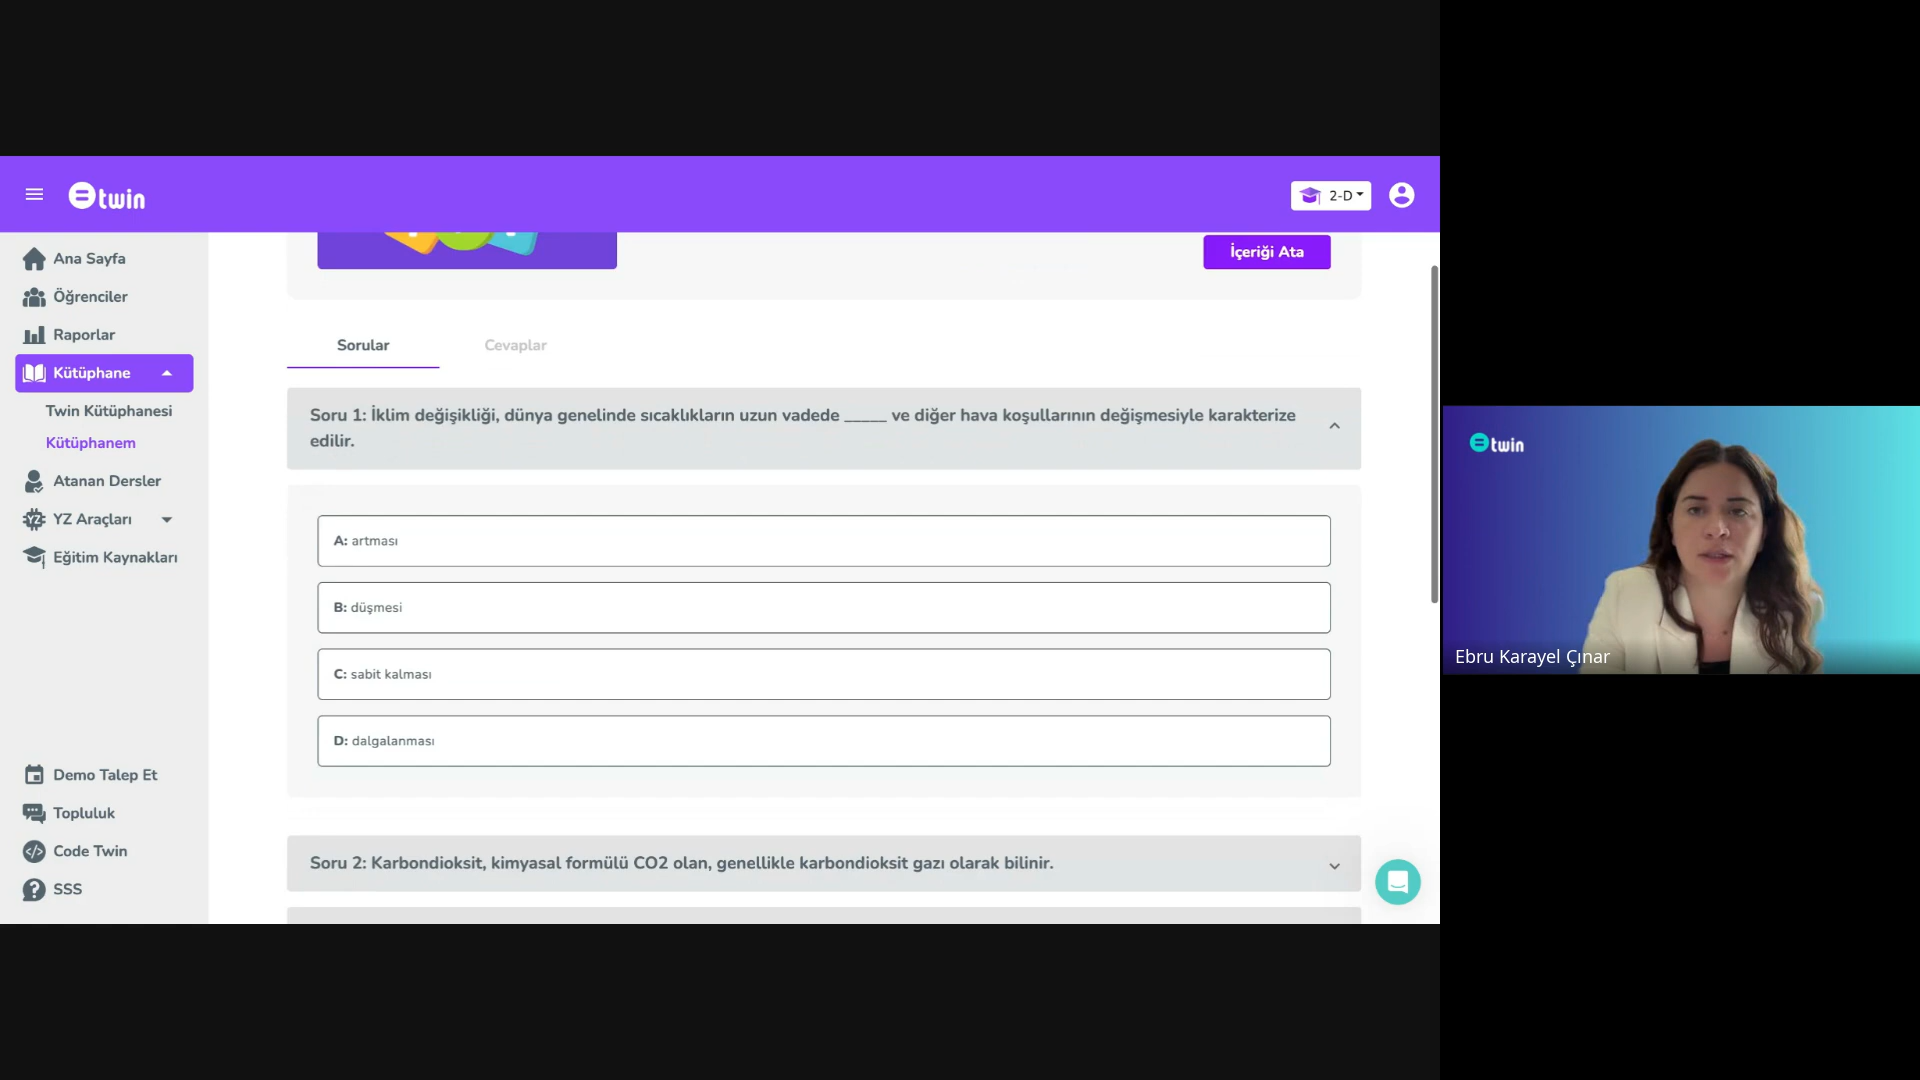 twin
2-D
Ana Sayfa
Öğrenciler
Raporlar
Kütüphane
Twin Kütüphanesi
Kütüphanem
Atanan Dersler
YZ Araçları
Eğitim Kaynakları
Demo Talep Et
Topluluk
Code Twin
SSS
İçeriği Ata
Sorular
Cevaplar
Soru 1: İklim değişikliği, dünya genelinde sıcaklıkların uzun vadede _____ ve diğer hava koşullarının değişmesiyle karakterize
edilir.
A: artması
B: düşmesi
C: sabit kalması
D: dalgalanması
Soru 2: Karbondioksit, kimyasal formülü CO2 olan, genellikle karbondioksit gazı olarak bilinir.
twin
Ebru Karayel Çınar